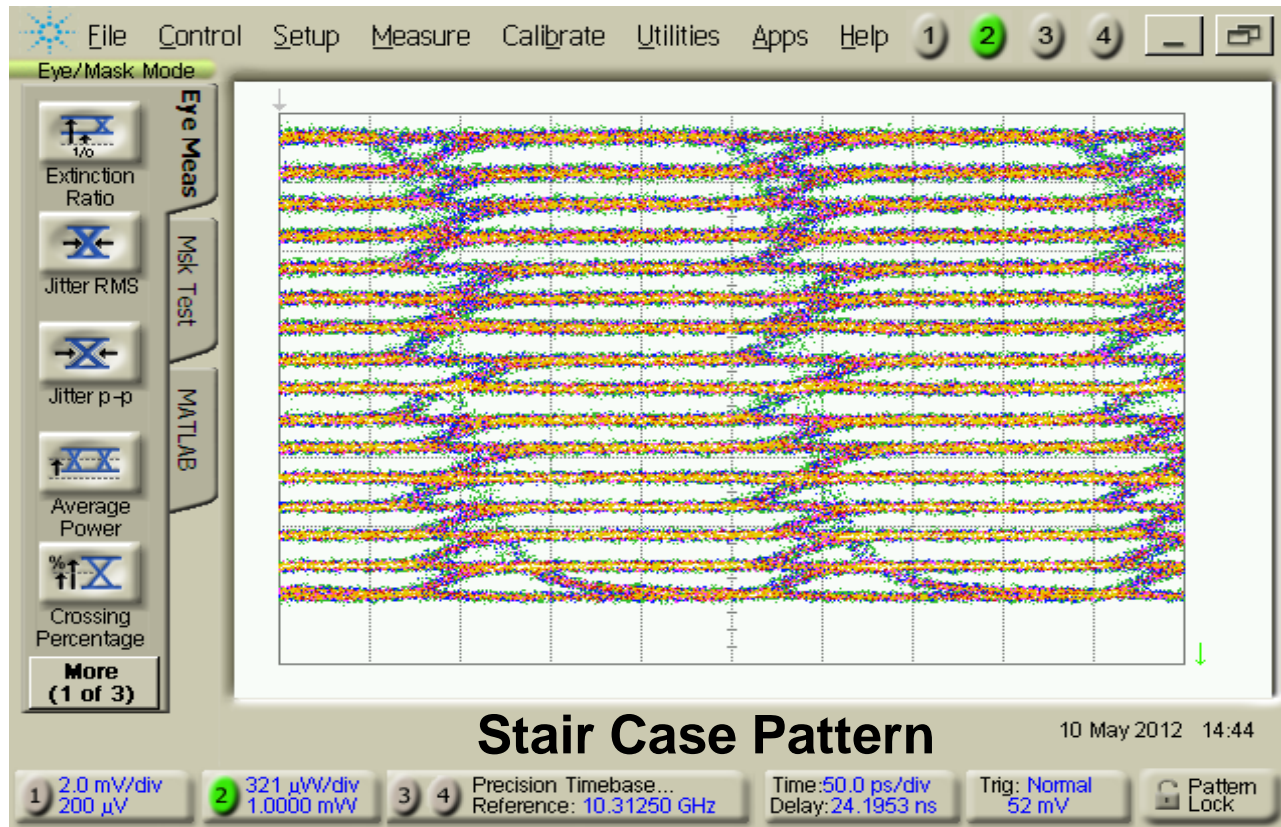 File Control Setup Measure Calibrate Utilities Apps Help 1 2 3 4
Eye/Mask Mode
Eye Meas
Msk Test
MATLAB
1/0
Extinction
Ratio
Jitter RMS
Jitter p-p
Average
Power
%
Crossing
Percentage
More
(1 of 3)
Stair Case Pattern
10 May 2012 14:44
1 2.0 mV/div
200 µV
2 321 µW/div
1.0000 mW
3 4 Precision Timebase...
Reference: 10.31250 GHz
Time:50.0 ps/div
Delay:24.1953 ns
Trig: Normal
52 mV
Pattern
Lock